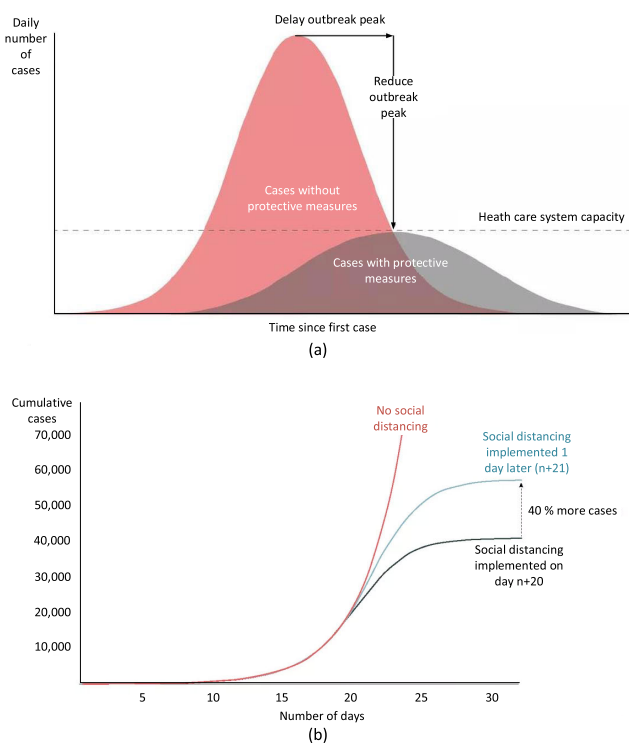 Daily
number
of
cases
Delay outbreak peak
Reduce
outbreak
peak
Cases without
protective measures
Heath care system capacity
Cases with protective
measures
Time since first case
(a)
Cumulative
cases
70,000
60,000
50,000
40,000
30,000
20,000
10,000
No social
distancing
Social distancing
implemented 1
day later (n+21)
40 % more cases
Social distancing
implemented on
day n+20
5 10 15 20 25 30
Number of days
(b)